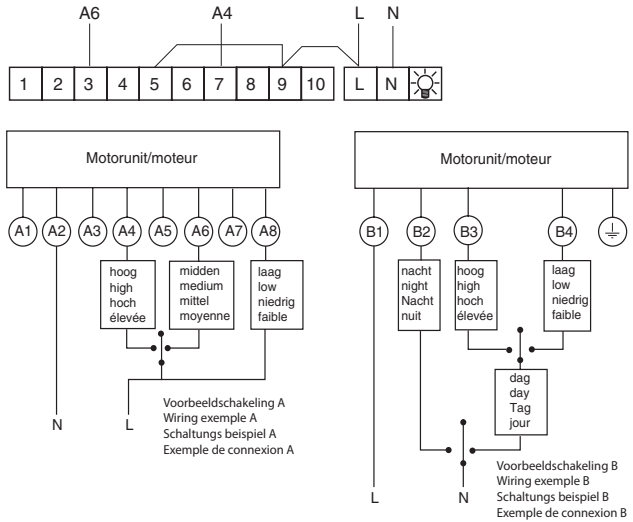 A6 A4 L N
1 2 3 4 5 6 7 8 9 10 L N
Motorunit/moteur
A1 A2 A3 A4 A5 A6 A7 A8
hoog
high
hoch
élevée
midden
medium
mittel
moyenne
laag
low
niedrig
faible
N L
Voorbeeldschakeling A
Wiring exemple A
Schaltungs beispiel A
Exemple de connexion A
Motorunit/moteur
B1 B2 B3 B4
nacht
night
Nacht
nuit
hoog
high
hoch
élevée
laag
low
niedrig
faible
dag
day
Tag
jour
L N
Voorbeeldschakeling B
Wiring exemple B
Schaltungs beispiel B
Exemple de connexion B